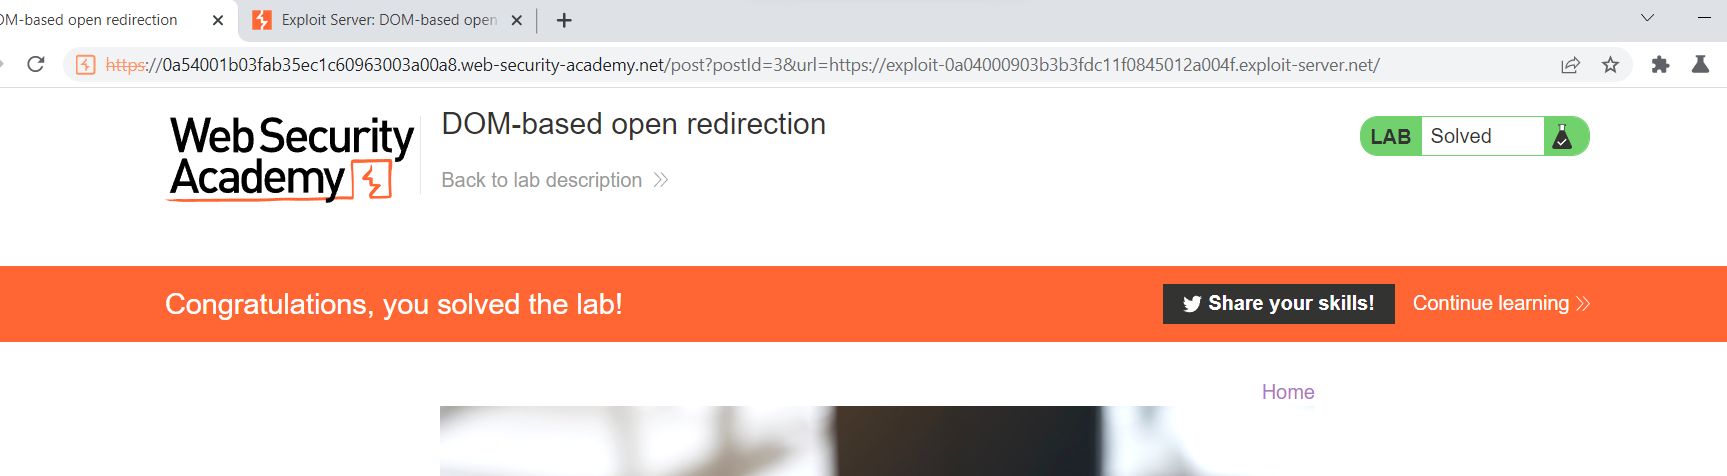 OM-based open redirection
Exploit Server: DOM-based open
https://0a54001b03fab35ec1c60963003a00a8.web-security-academy.net/post?postId=3&url=https://exploit-0a04000903b3b3fdc11f0845012a004f.exploit-server.net/
Web Security
Academy
DOM-based open redirection
Back to lab description
LAB Solved
Congratulations, you solved the lab!
Share your skills!
Continue learning
Home